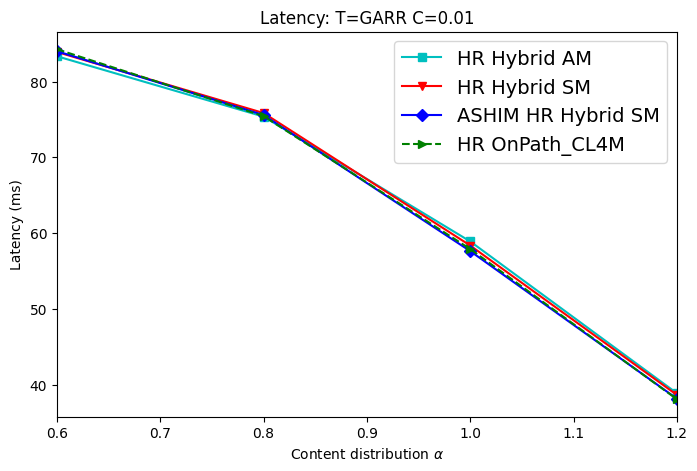 Latency: T=GARR C=0.01
HR Hybrid AM
HR Hybrid SM
ASHIM HR Hybrid SM
HR OnPath_CL4M
Latency (ms)
80
70
60
50
40
0.6 0.7 0.8 0.9 1.0 1.1 1.2
Content distribution α